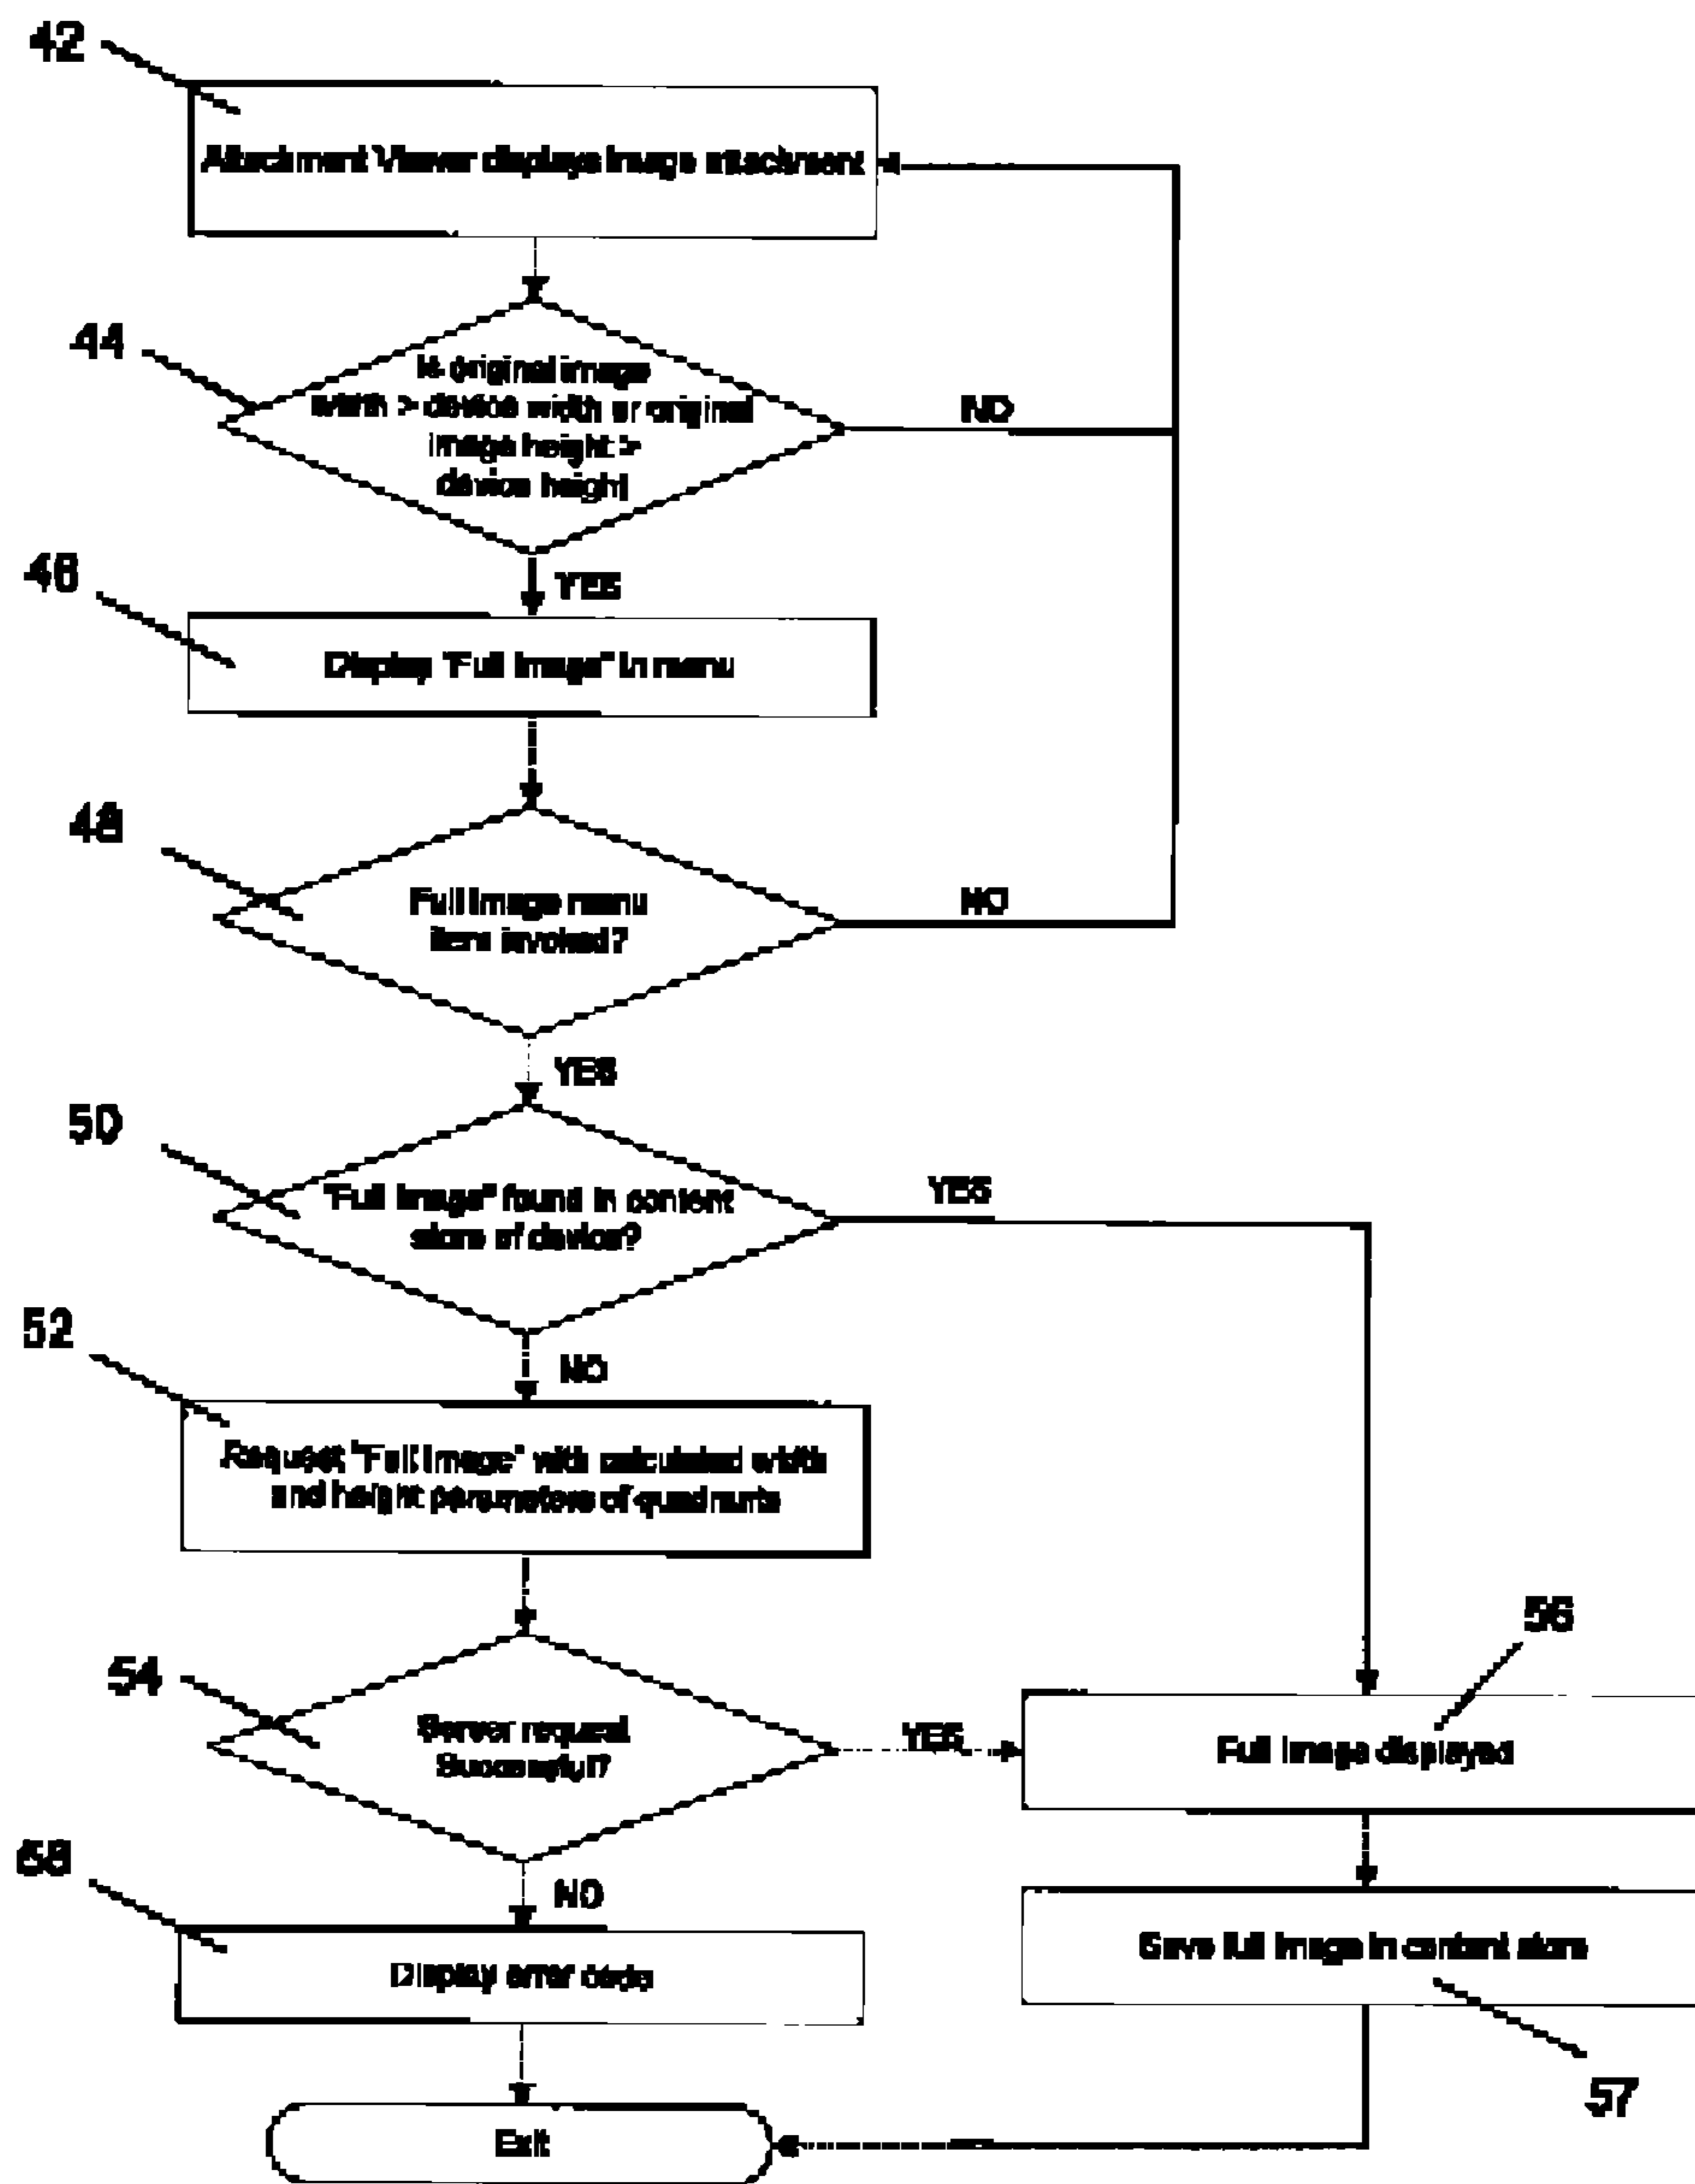 42
Attachment Viewer displays image attachment
44
Is original image
width > device width or original
image height >
device height
NO
YES
46
Display "Full Image" in menu
48
Full Image menu
item invoked?
NO
YES
50
"Full Image" found in content
store of device?
YES
NO
52
Request "Full Image" with calculated width
and height parameters of quadrants
54
Server request
Successful?
YES
56
Full Image displayed
NO
Display error code
Save full image in content store
57
Exit